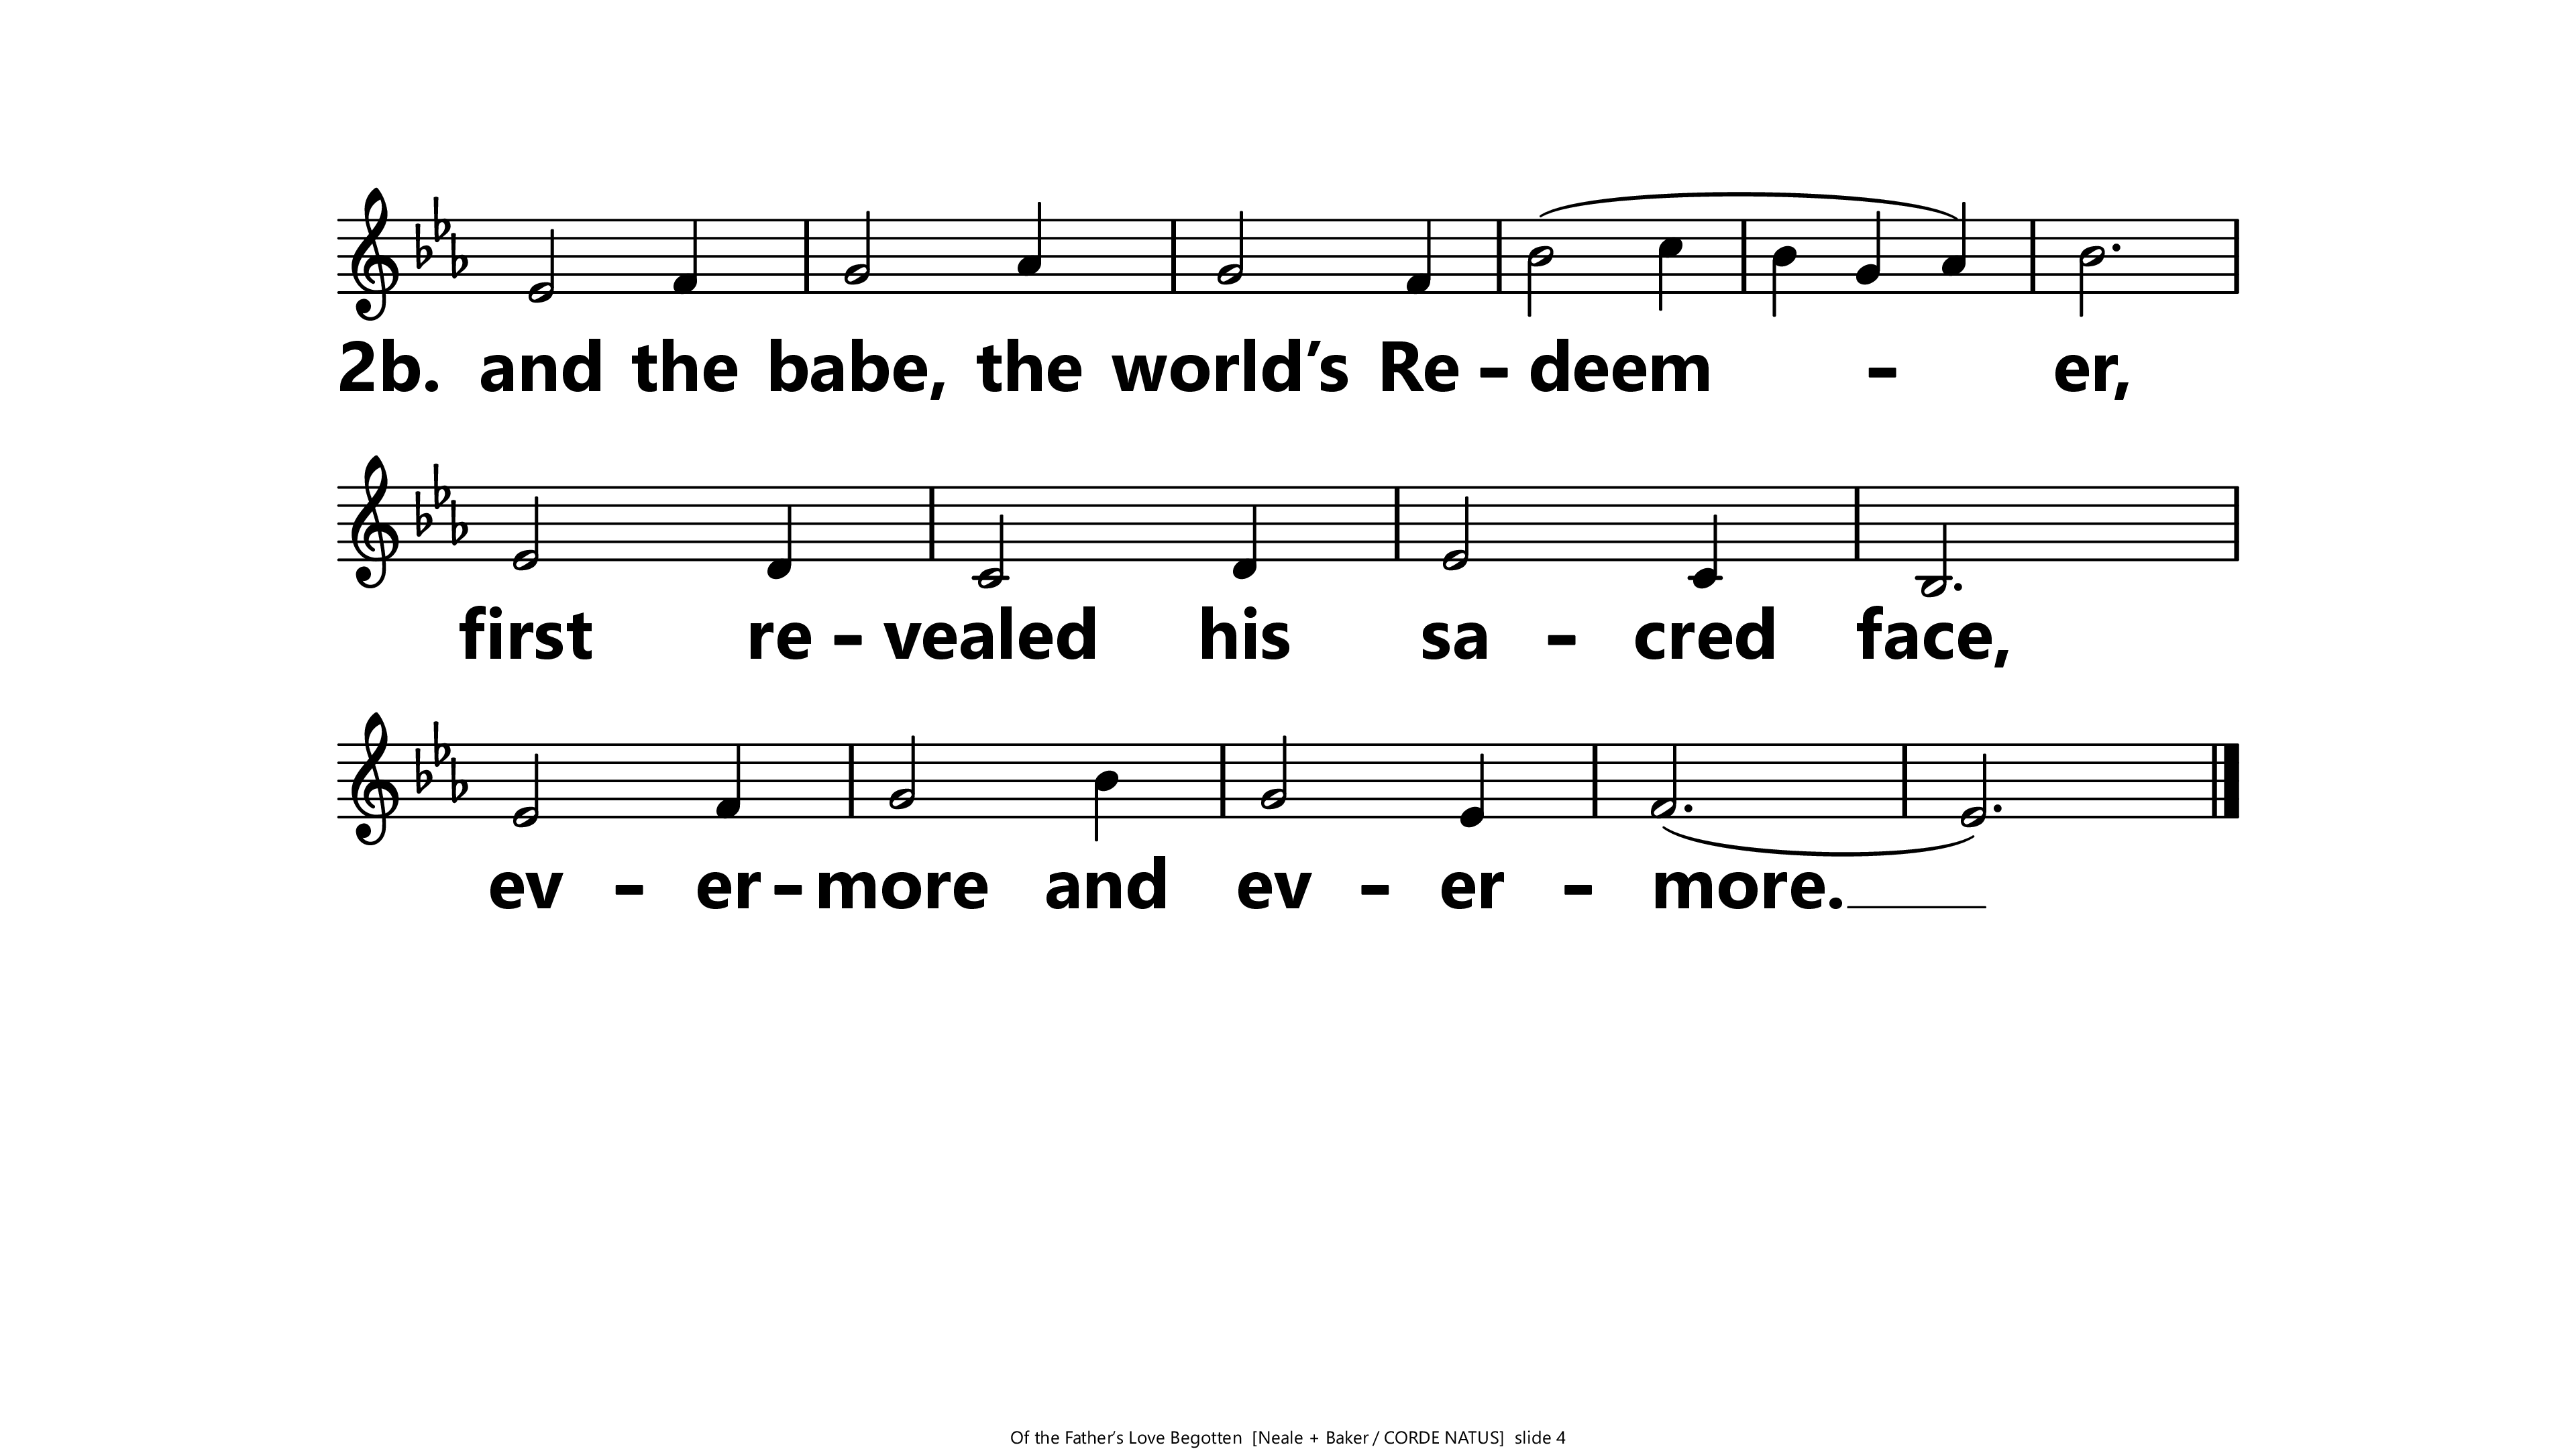 2b. and the babe, the world’s Re - deem - er,
first re - vealed his sa - cred face,
ev - er - more and ev - er - more.
Of the Father’s Love Begotten [Neale + Baker / CORDE NATUS] slide 4